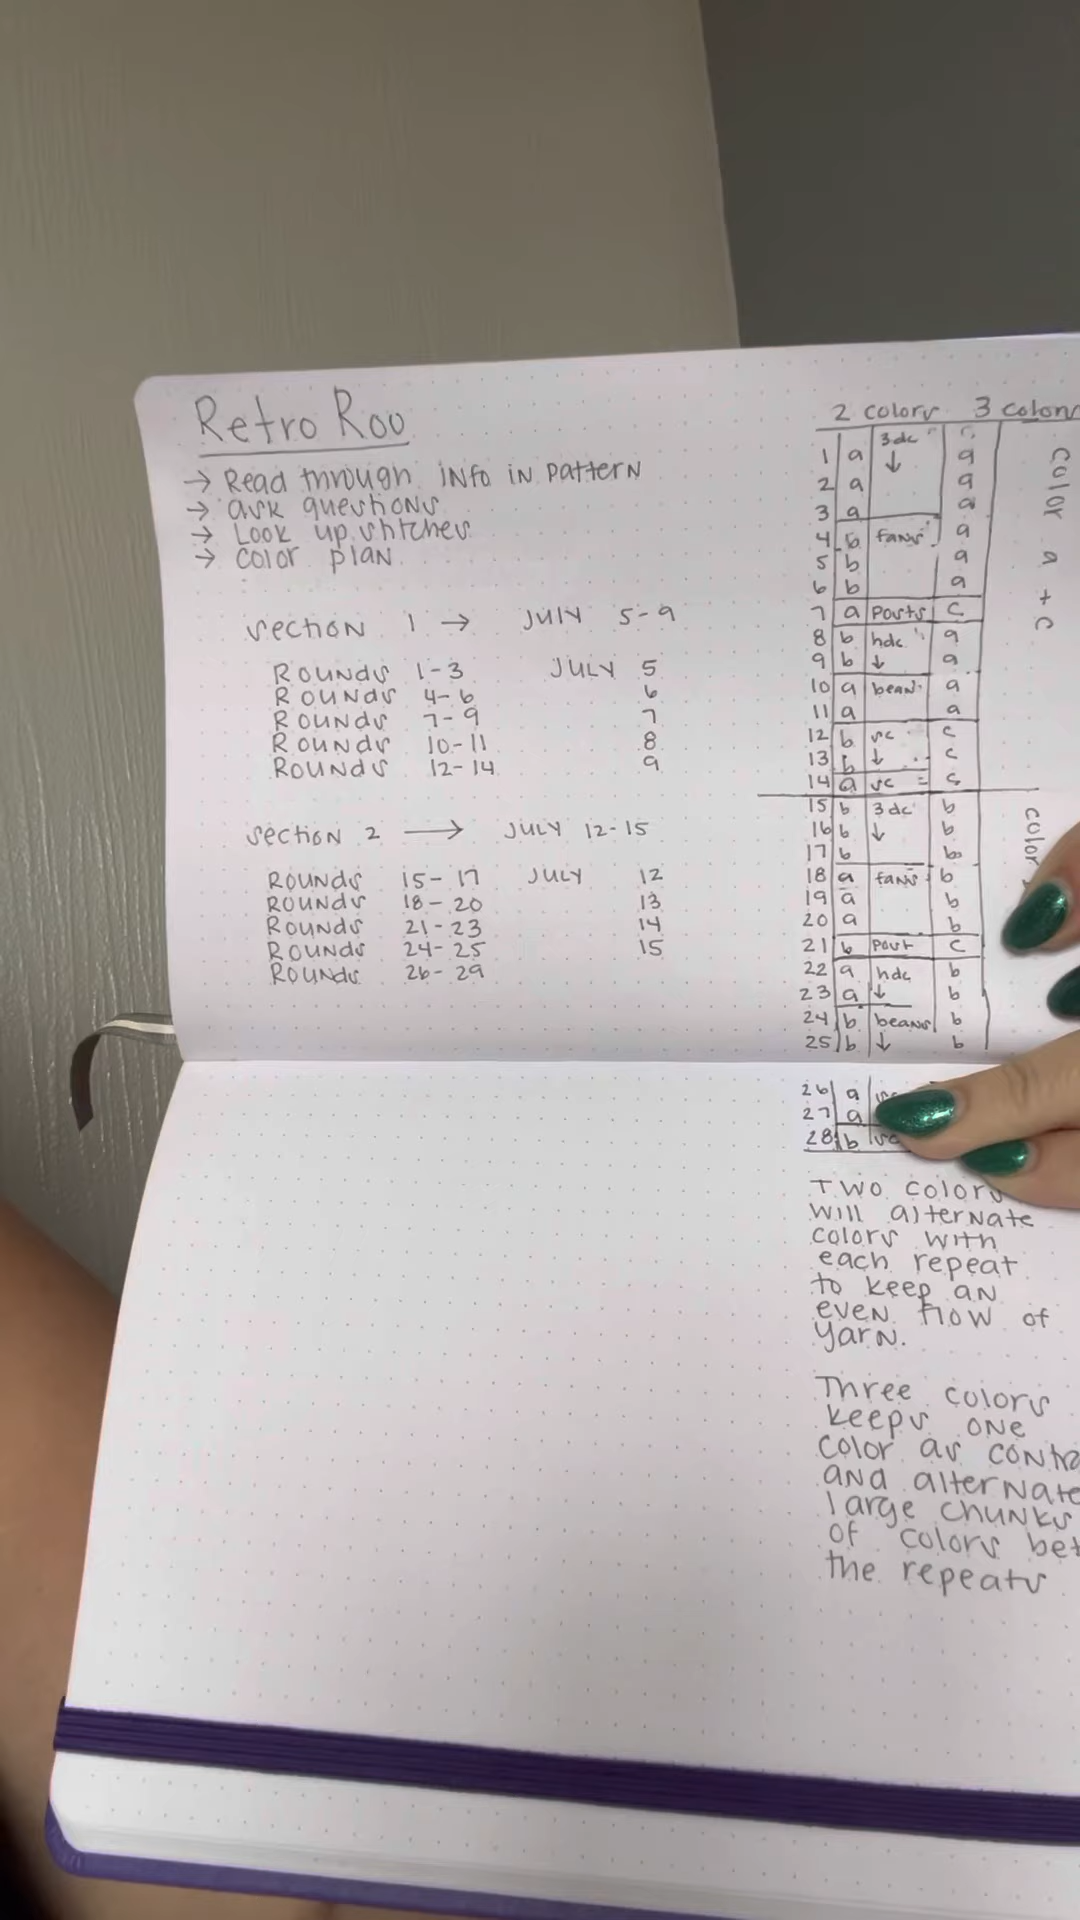 Retro Roo
→ Read through info in pattern
→ ask questions
→ Look up stitches
→ color plan
section 1 → JULY 5-9
Rounds 1-3 JULY 5
Rounds 4-6 6
Rounds 7-9 7
Rounds 10-11 8
Rounds 12-14 9
section 2 → JULY 12-15
Rounds 15-17 JULY 12
Rounds 18-20 13
Rounds 21-23 14
Rounds 24-25 15
Rounds 26-29
2 colors 3 colors
1 a 3dc a
2 a ↓ a
3 a a
4 b fans a
5 b a
6 b a
7 a posts c
8 b hdc a
9 b ↓ a
10 a bean a
11 a a
12 b sc c
13 b ↓ c
14 a sc c
15 b 3dc b
16 b ↓ b
17 b b
18 a fans b
19 a b
20 a b
21 b post c
22 a hdc b
23 a ↓ b
24 b beans b
25 b ↓ b
26 a
27 a
28 b sc
color a + c
color
Two colors
will alternate
colors with
each repeat
to keep an
even flow of
yarn.
Three colors
keeps one
color as
and alternate
large chunks
of colors
the repeats